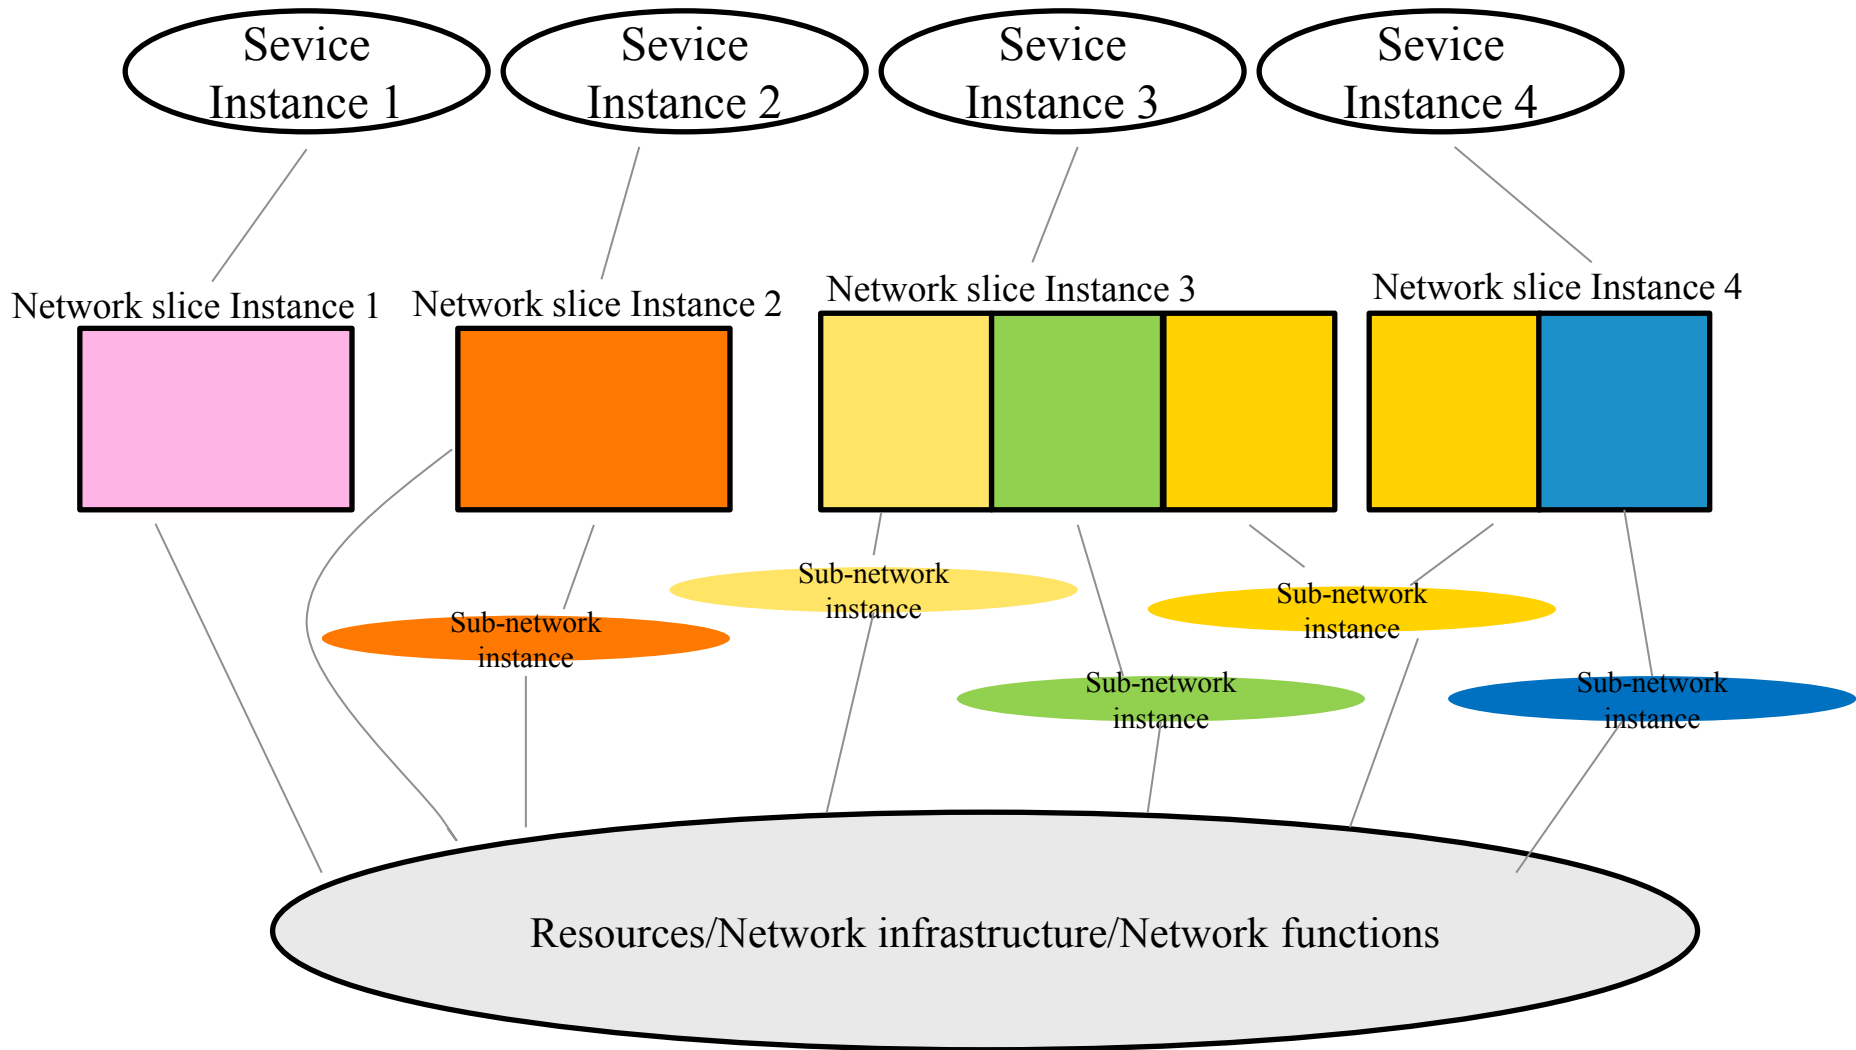 Sevice
Instance 1
Sevice
Instance 2
Sevice
Instance 3
Sevice
Instance 4
Network slice Instance 1
Network slice Instance 2
Network slice Instance 3
Network slice Instance 4
Sub-network
instance
Sub-network
instance
Sub-network
instance
Sub-network
instance
Sub-network
instance
Resources/Network infrastructure/Network functions